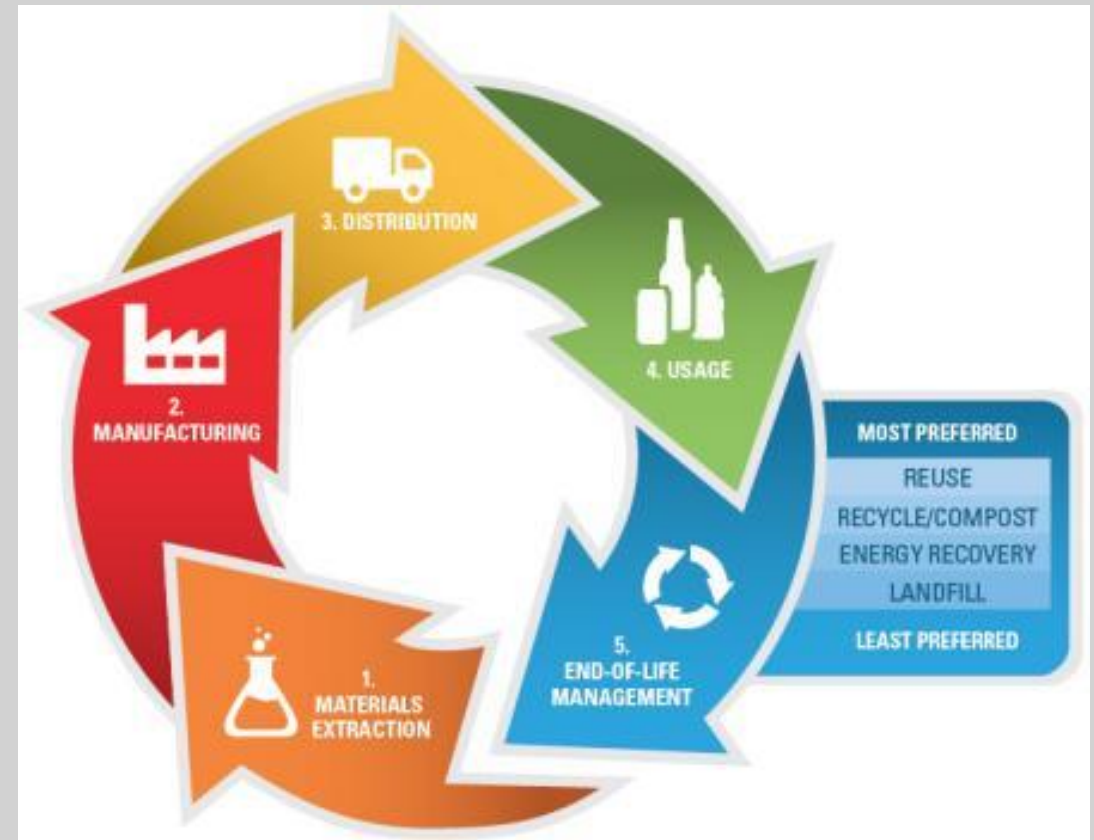 1.
MATERIALS
EXTRACTION
2.
MANUFACTURING
3. DISTRIBUTION
4. USAGE
5.
END-OF-LIFE
MANAGEMENT
MOST PREFERRED
REUSE
RECYCLE/COMPOST
ENERGY RECOVERY
LANDFILL
LEAST PREFERRED